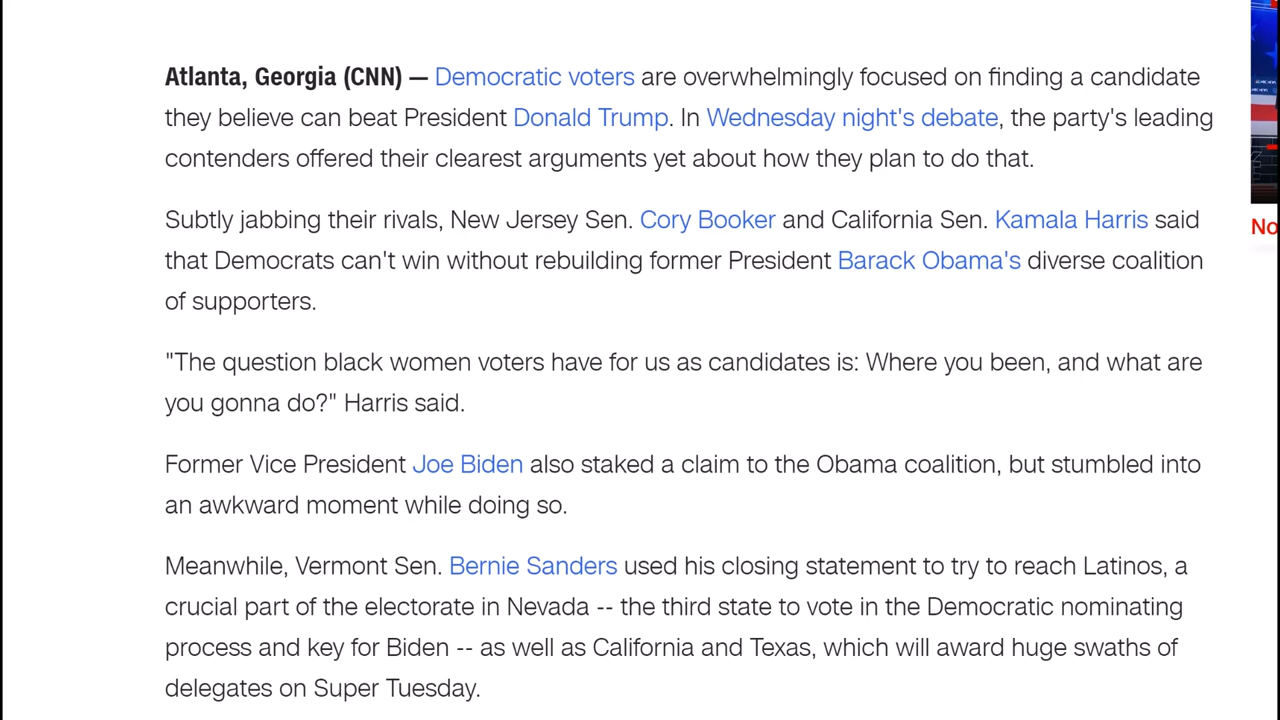 Atlanta, Georgia (CNN) — Democratic voters are overwhelmingly focused on finding a candidate
they believe can beat President Donald Trump. In Wednesday night's debate, the party's leading
contenders offered their clearest arguments yet about how they plan to do that.
Subtly jabbing their rivals, New Jersey Sen. Cory Booker and California Sen. Kamala Harris said
that Democrats can't win without rebuilding former President Barack Obama's diverse coalition
of supporters.
"The question black women voters have for us as candidates is: Where you been, and what are
you gonna do?" Harris said.
Former Vice President Joe Biden also staked a claim to the Obama coalition, but stumbled into
an awkward moment while doing so.
Meanwhile, Vermont Sen. Bernie Sanders used his closing statement to try to reach Latinos, a
crucial part of the electorate in Nevada -- the third state to vote in the Democratic nominating
process and key for Biden -- as well as California and Texas, which will award huge swaths of
delegates on Super Tuesday.
No